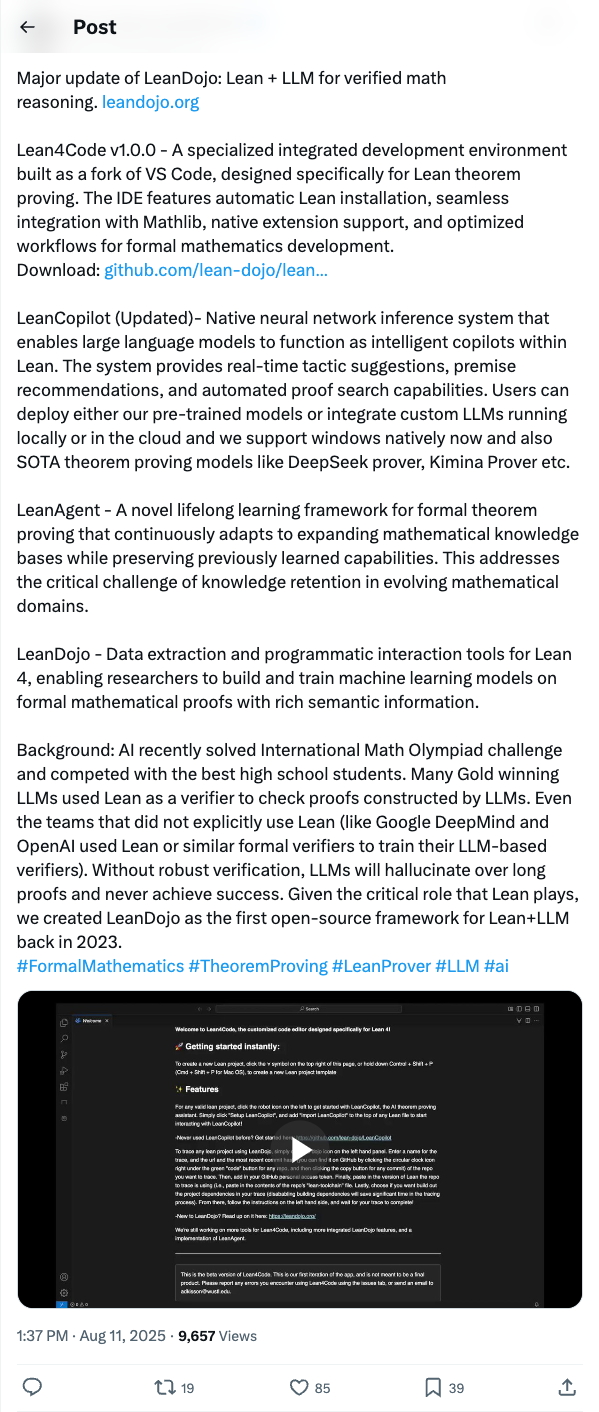 Post
Major update of LeanDojo: Lean + LLM for verified math
reasoning. leandojo.org
Lean4Code v1.0.0 - A specialized integrated development environment
built as a fork of VS Code, designed specifically for Lean theorem
proving. The IDE features automatic Lean installation, seamless
integration with Mathlib, native extension support, and optimized
workflows for formal mathematics development.
Download: github.com/lean-dojo/lean…
LeanCopilot (Updated)- Native neural network inference system that
enables large language models to function as intelligent copilots within
Lean. The system provides real-time tactic suggestions, premise
recommendations, and automated proof search capabilities. Users can
deploy either our pre-trained models or integrate custom LLMs running
locally or in the cloud and we support windows natively now and also
SOTA theorem proving models like DeepSeek prover, Kimina Prover etc.
LeanAgent - A novel lifelong learning framework for formal theorem
proving that continuously adapts to expanding mathematical knowledge
bases while preserving previously learned capabilities. This addresses
the critical challenge of knowledge retention in evolving mathematical
domains.
LeanDojo - Data extraction and programmatic interaction tools for Lean
4, enabling researchers to build and train machine learning models on
formal mathematical proofs with rich semantic information.
Background: AI recently solved International Math Olympiad challenge
and competed with the best high school students. Many Gold winning
LLMs used Lean as a verifier to check proofs constructed by LLMs. Even
the teams that did not explicitly use Lean (like Google DeepMind and
OpenAI used Lean or similar formal verifiers to train their LLM-based
verifiers). Without robust verification, LLMs will hallucinate over long
proofs and never achieve success. Given the critical role that Lean plays,
we created LeanDojo as the first open-source framework for Lean+LLM
back in 2023.
#FormalMathematics #TheoremProving #LeanProver #LLM #ai
Search
Welcome
Welcome to Lean4Code, the customized code editor designed specifically for Lean 4!
🚀 Getting started instantly:
To create a new Lean project, click the ∀ symbol on the top right of this page, or hold down Control + Shift + P
(Cmd + Shift + P for Mac OS), to create a new Lean project template
✨ Features
For any valid lean project, click the robot icon on the left to get started with LeanCopilot, the AI theorem proving
assistant. Simply click "Setup LeanCopilot", and add "import LeanCopilot" to the top of any Lean file to start
interacting with LeanCopilot!
-Never used LeanCopilot before? Get started here: https://github.com/lean-dojo/LeanCopilot
To trace any lean project using LeanDojo, simply icon on the left hand panel. Enter a name for the
trace, and the url and the most recent commit you can find it on GitHub by clicking the circular clock icon
right under the green "code" button for any repo, and then clicking the copy button for any commit) of the repo
you want to trace. Then, add in your GitHub personal access token. Finally, paste in the version of Lean the repo
to trace is using (i.e., paste in the contents of the repo's "lean-toolchain" file. Lastly, choose if you want build out
the project dependencies in your trace (disabling building dependencies will save significant time in the tracing
process). From there, follow the instructions on the left hand side, and wait for your trace to complete!
-New to LeanDojo? Read up on it here: https://leandojo.org/
We're still working on more tools for Lean4Code, including more integrated LeanDojo features, and a
implementation of LeanAgent.
This is the beta version of Lean4Code. This is our first iteration of the app, and is not meant to be a final
product. Please report any errors you encounter using Lean4Code using the issues tab, or send an email to
adkisson@wustl.edu.
1:37 PM · Aug 11, 2025 · 9,657 Views
19 85 39